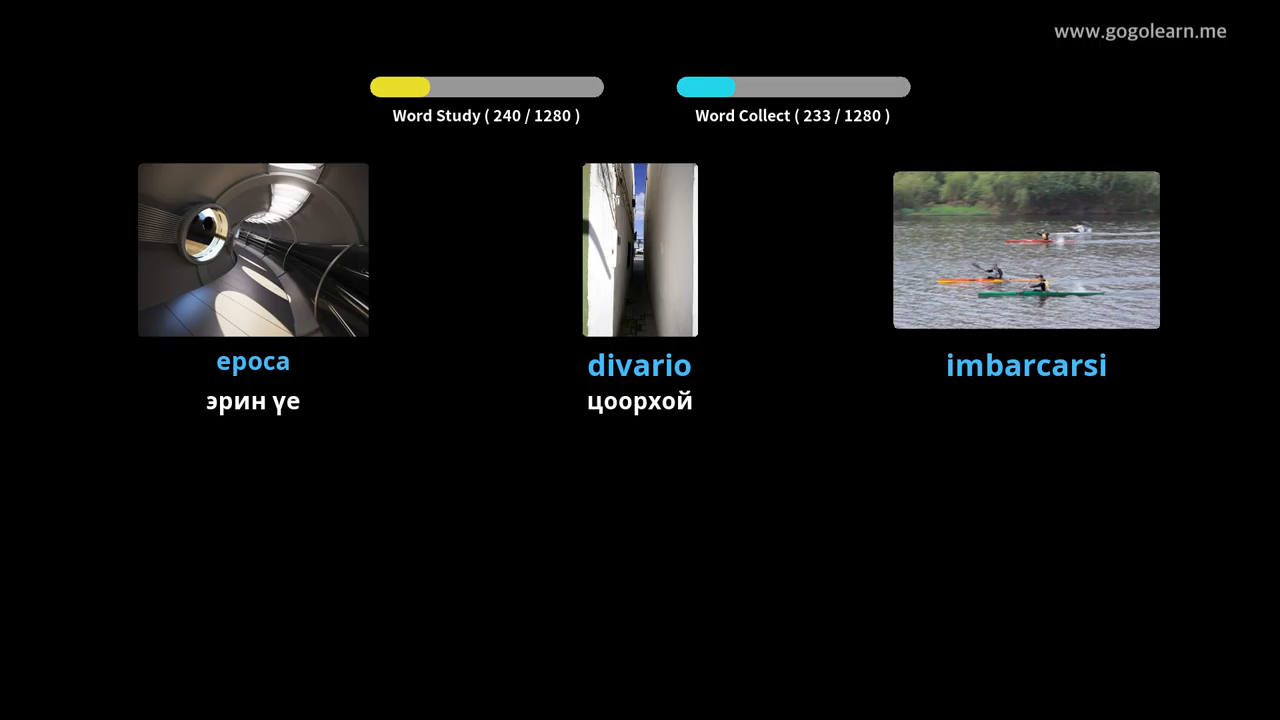 www.gogolearn.me
Word Study ( 240 / 1280 )
Word Collect ( 233 / 1280 )
epoca
эрин үе
divario
цоорхой
imbarcarsi